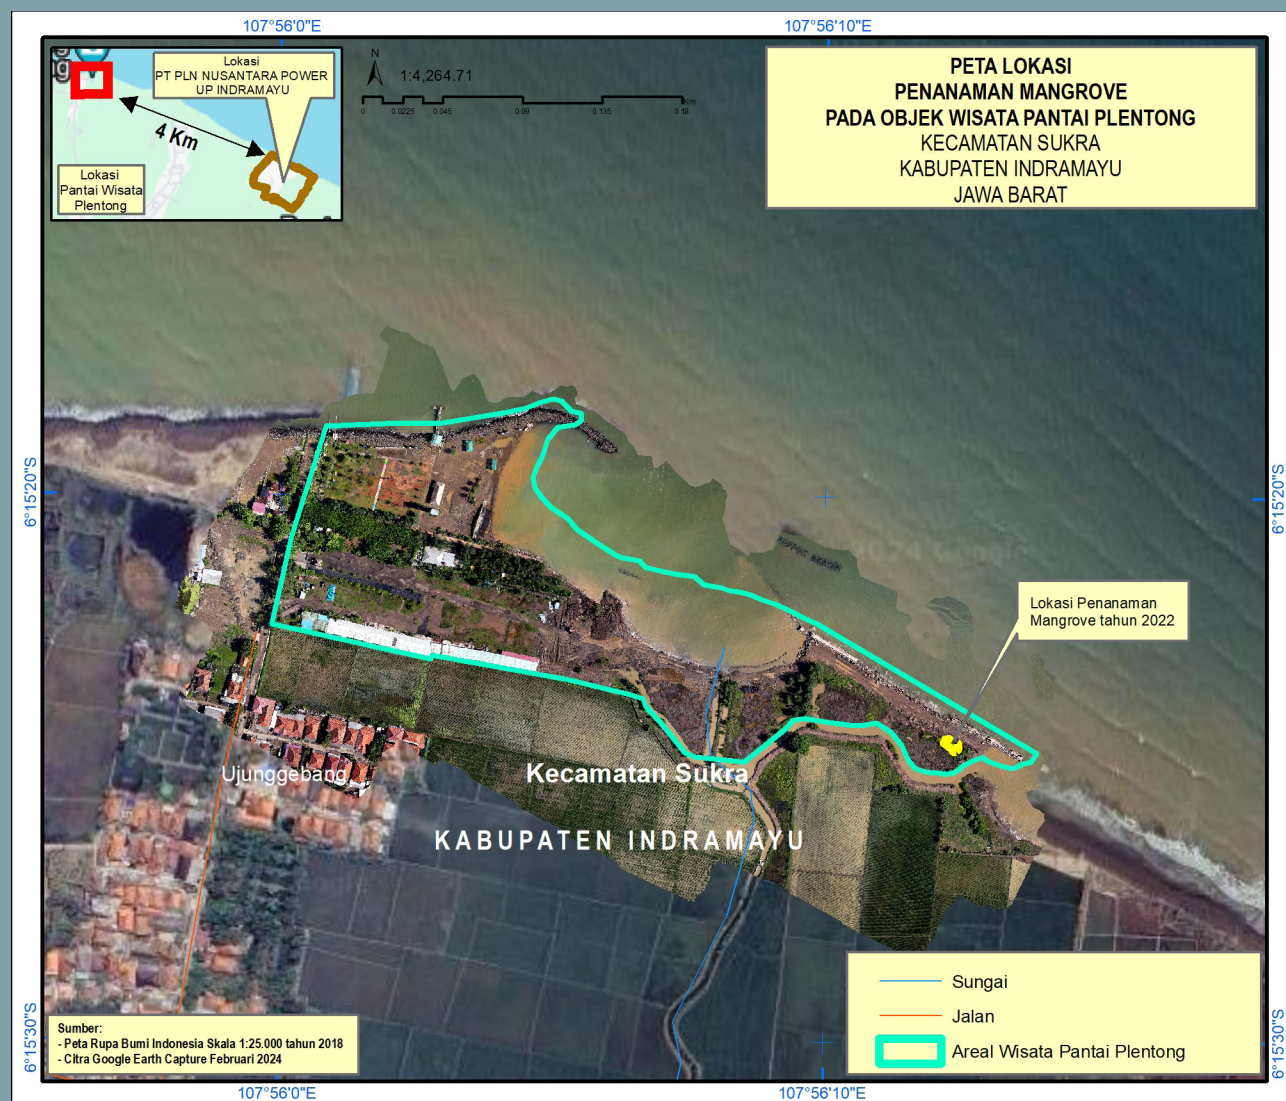 107°56'0"E
107°56'10"E
Lokasi
PT PLN NUSANTARA POWER
UP INDRAMAYU
4 Km
Lokasi
Pantai Wisata
Plentong
N
1:4,264.71
0 0.0225 0.045 0.09 0.135 0.18
Km
PETA LOKASI
PENANAMAN MANGROVE
PADA OBJEK WISATA PANTAI PLENTONG
KECAMATAN SUKRA
KABUPATEN INDRAMAYU
JAWA BARAT
6°15'20"S
6°15'20"S
Lokasi Penanaman
Mangrove tahun 2022
Ujunggebang
Kecamatan Sukra
KABUPATEN INDRAMAYU
Sungai
Jalan
Areal Wisata Pantai Plentong
Sumber:
- Peta Rupa Bumi Indonesia Skala 1:25.000 tahun 2018
- Citra Google Earth Capture Februari 2024
6°15'30"S
6°15'30"S
107°56'0"E
107°56'10"E